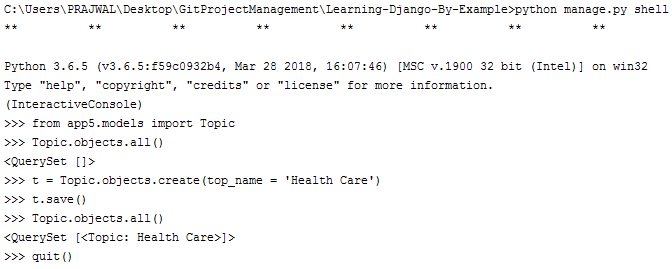 C:\Users\PRAJWAL\Desktop\GitProjectManagement\Learning-Django-By-Example>python manage.py shell
** ** ** ** ** ** ** **
Python 3.6.5 (v3.6.5:f59c0932b4, Mar 28 2018, 16:07:46) [MSC v.1900 32 bit (Intel)] on win32
Type "help", "copyright", "credits" or "license" for more information.
(InteractiveConsole)
>>> from app5.models import Topic
>>> Topic.objects.all()
<QuerySet []>
>>> t = Topic.objects.create(top_name = 'Health Care')
>>> t.save()
>>> Topic.objects.all()
<QuerySet [<Topic: Health Care>]>
>>> quit()